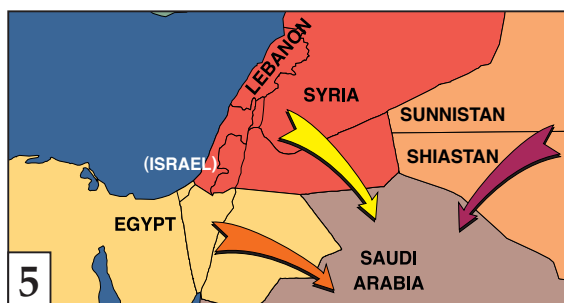 LEBANON
SYRIA
SUNNISTAN
(ISRAEL)
SHIASTAN
EGYPT
SAUDI
ARABIA
5